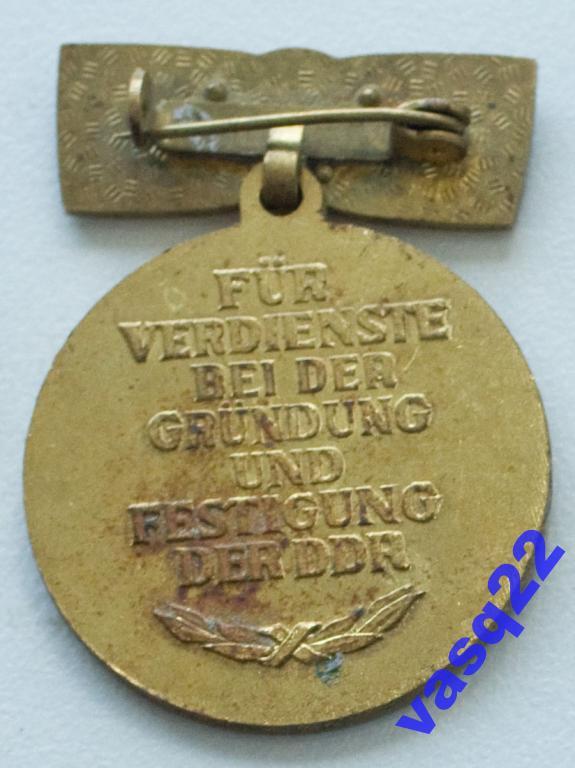 FÜR
VERDIENSTE
BEI DER
GRÜNDUNG
UND
FESTIGUNG
DER DDR
vasq22